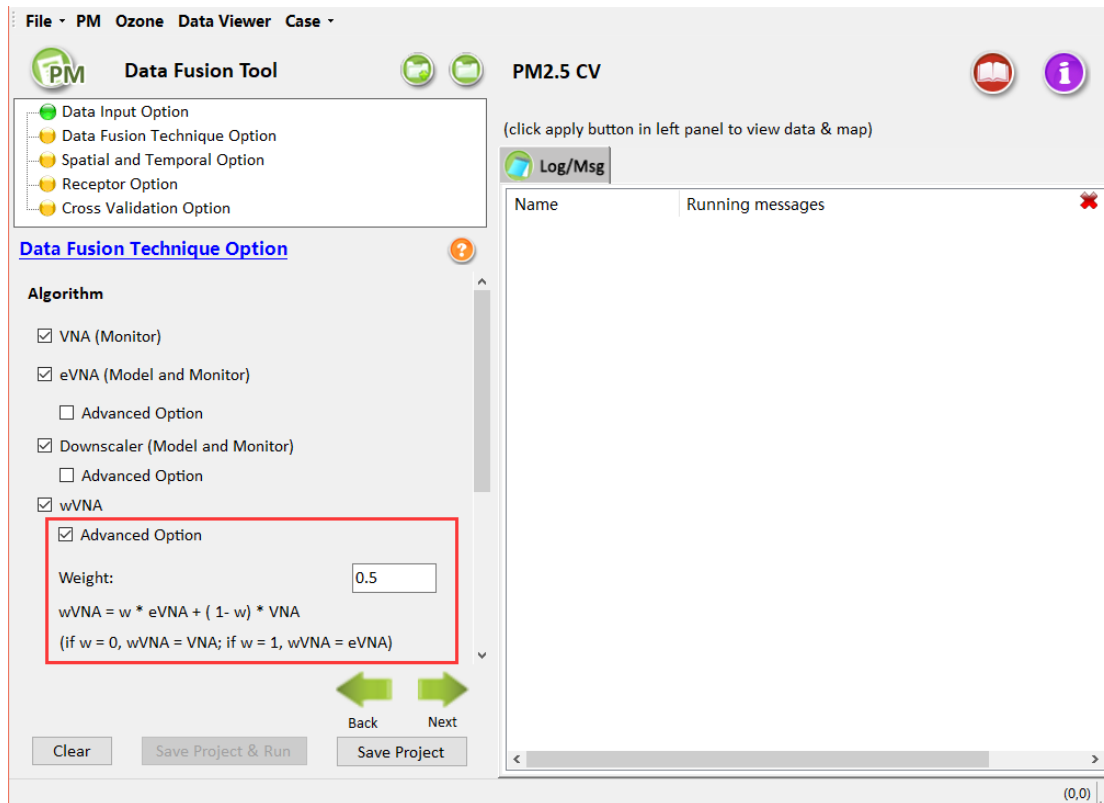 File PM Ozone Data Viewer Case
PM Data Fusion Tool
PM2.5 CV
Data Input Option
Data Fusion Technique Option
Spatial and Temporal Option
Receptor Option
Cross Validation Option
Data Fusion Technique Option
?
Algorithm
VNA (Monitor)
eVNA (Model and Monitor)
Advanced Option
Downscaler (Model and Monitor)
Advanced Option
wVNA
Advanced Option
Weight: 0.5
wVNA = w * eVNA + ( 1- w) * VNA
(if w = 0, wVNA = VNA; if w = 1, wVNA = eVNA)
Back Next
Clear Save Project & Run Save Project
i
(click apply button in left panel to view data & map)
Log/Msg
Name Running messages
(0,0)